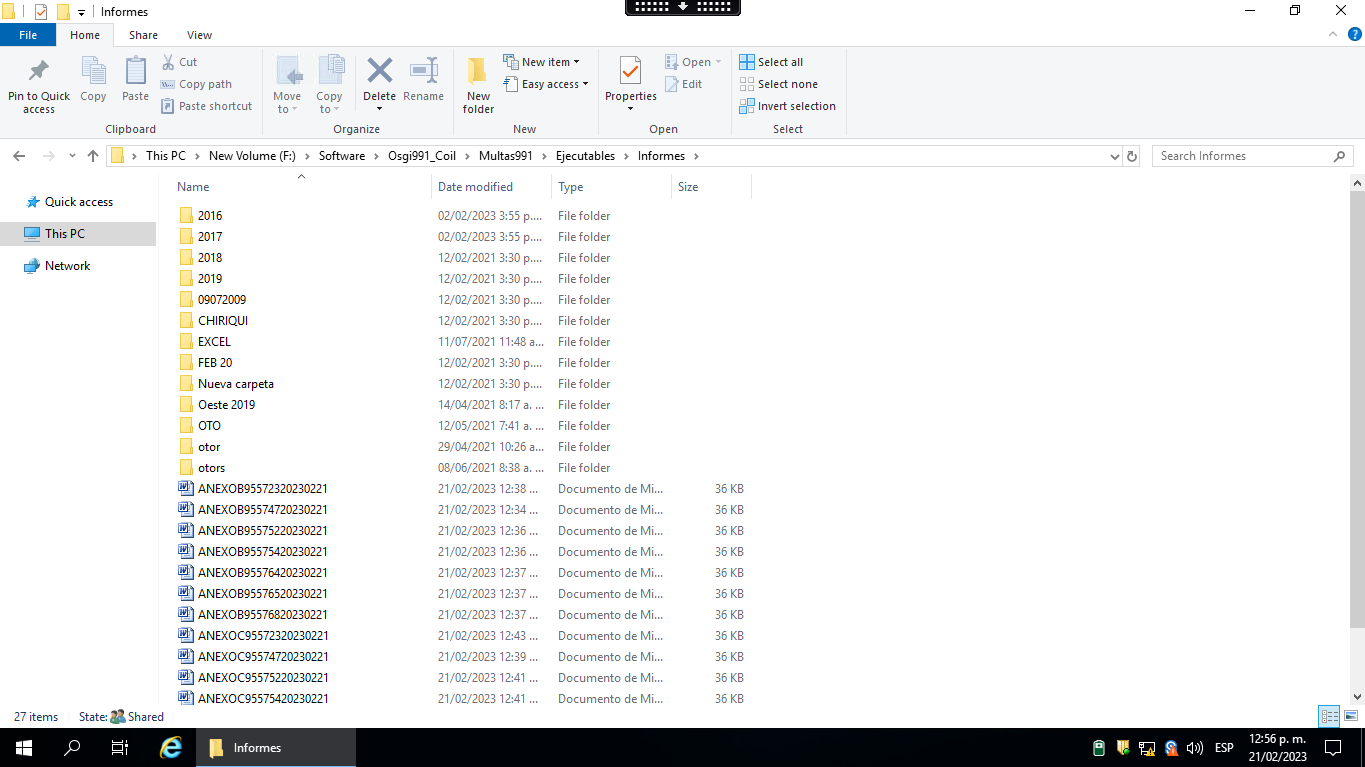 Informes
File Home Share View
Pin to Quick access
Copy
Paste
Cut
Copy path
Paste shortcut
Clipboard
Move to
Copy to
Delete
Rename
Organize
New folder
New item
Easy access
New
Properties
Open
Edit
Open
Select all
Select none
Invert selection
Select
This PC > New Volume (F:) > Software > Osgi991_Coil > Multas991 > Ejecutables > Informes >
Search Informes
Quick access
This PC
Network
Name Date modified Type Size
2016 02/02/2023 3:55 p.... File folder
2017 02/02/2023 3:55 p.... File folder
2018 12/02/2021 3:30 p.... File folder
2019 12/02/2021 3:30 p.... File folder
09072009 12/02/2021 3:30 p.... File folder
CHIRIQUI 12/02/2021 3:30 p.... File folder
EXCEL 11/07/2021 11:48 a... File folder
FEB 20 12/02/2021 3:30 p.... File folder
Nueva carpeta 12/02/2021 3:30 p.... File folder
Oeste 2019 14/04/2021 8:17 a. ... File folder
OTO 12/05/2021 7:41 a. ... File folder
otor 29/04/2021 10:26 a... File folder
otors 08/06/2021 8:38 a. ... File folder
ANEXOB95572320230221 21/02/2023 12:38 ... Documento de Mi... 36 KB
ANEXOB95574720230221 21/02/2023 12:34 ... Documento de Mi... 36 KB
ANEXOB95575220230221 21/02/2023 12:36 ... Documento de Mi... 36 KB
ANEXOB95575420230221 21/02/2023 12:36 ... Documento de Mi... 36 KB
ANEXOB95576420230221 21/02/2023 12:37 ... Documento de Mi... 36 KB
ANEXOB95576520230221 21/02/2023 12:37 ... Documento de Mi... 36 KB
ANEXOB95576820230221 21/02/2023 12:37 ... Documento de Mi... 36 KB
ANEXOC95572320230221 21/02/2023 12:43 ... Documento de Mi... 36 KB
ANEXOC95574720230221 21/02/2023 12:39 ... Documento de Mi... 36 KB
ANEXOC95575220230221 21/02/2023 12:41 ... Documento de Mi... 36 KB
ANEXOC95575420230221 21/02/2023 12:41 ... Documento de Mi... 36 KB
27 items State: Shared
Informes
ESP
12:56 p. m.
21/02/2023